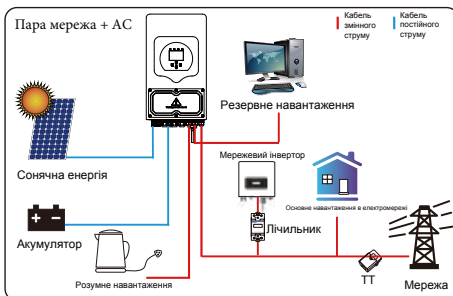 Пара мережа + AC
Кабель
змінного
струму
Кабель
постійного
струму
Резервне навантаження
Сонячна енергія
Мережевий інвертор
Основне навантаження в електромережі
Лічильник
Акумулятор
Розумне навантаження
ТТ
Мережа